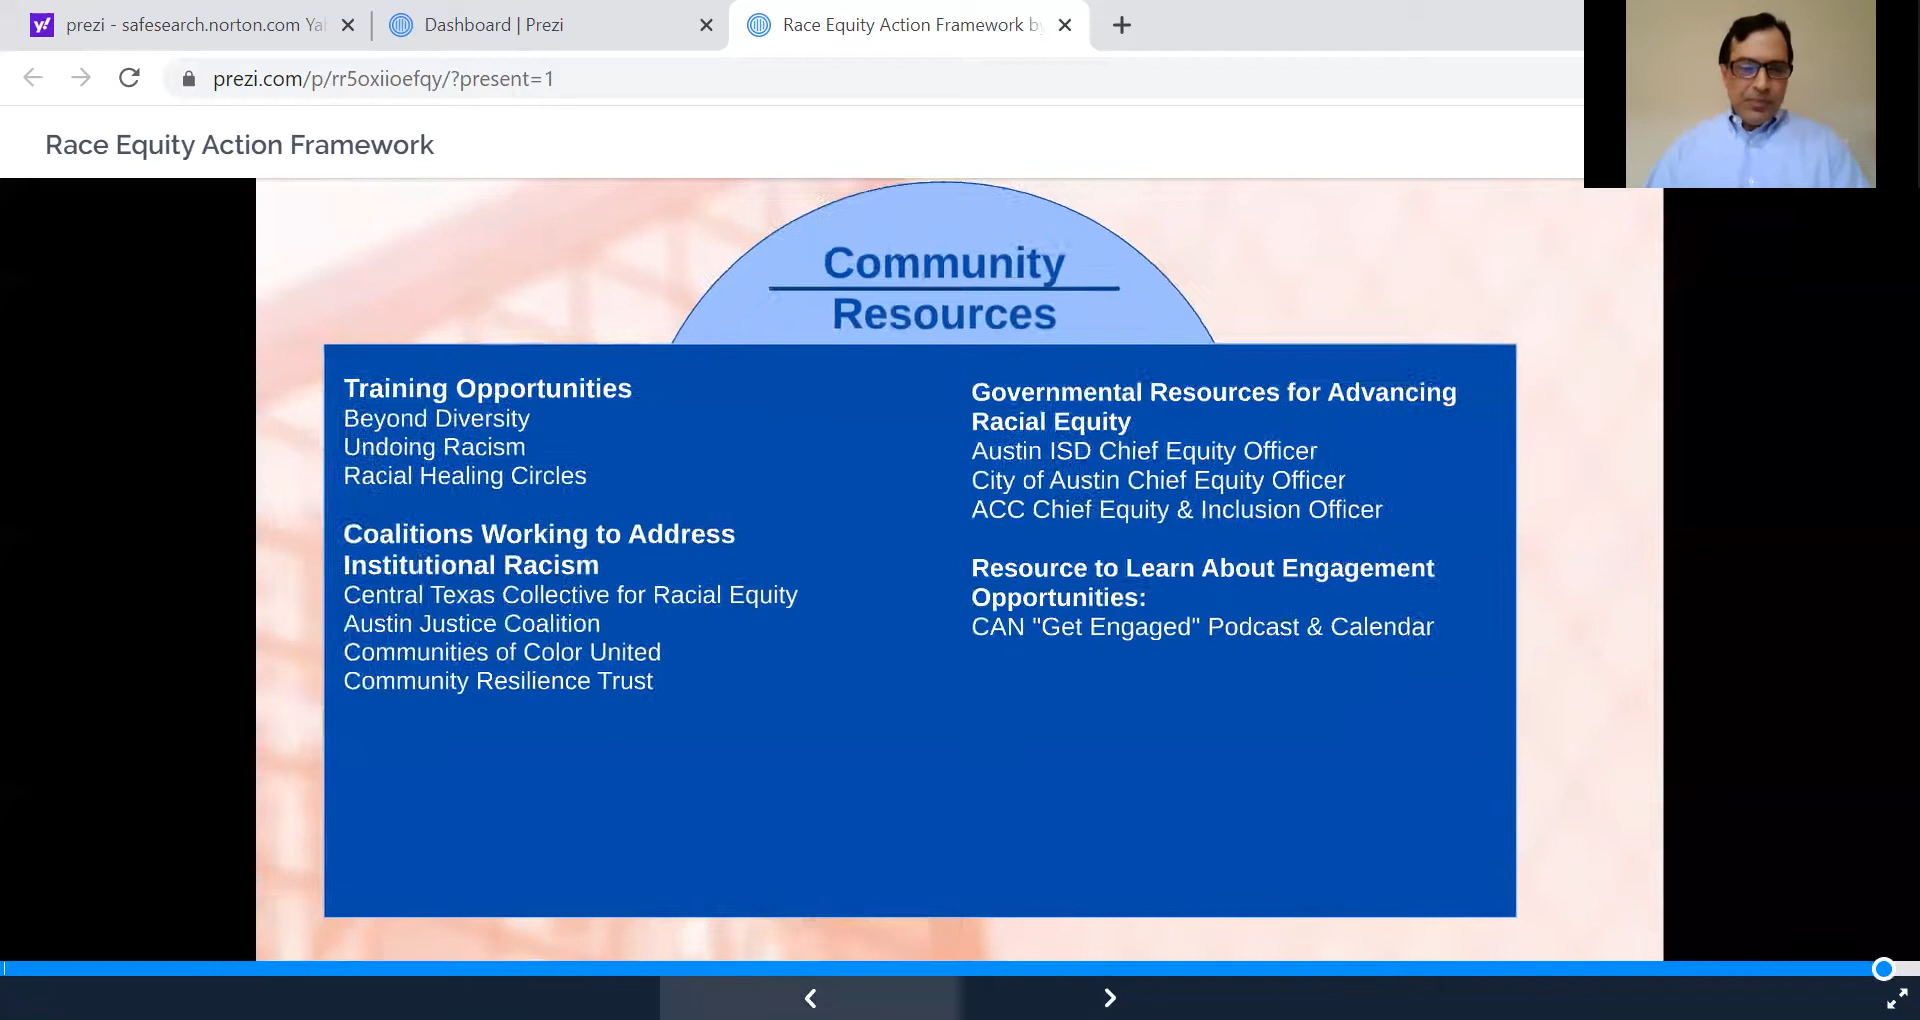 prezi - safesearch.norton.com Ya
Dashboard | Prezi
Race Equity Action Framework b
prezi.com/p/rr5oxiioefqy/?present=1
Race Equity Action Framework
Community
Resources
Training Opportunities
Beyond Diversity
Undoing Racism
Racial Healing Circles
Coalitions Working to Address
Institutional Racism
Central Texas Collective for Racial Equity
Austin Justice Coalition
Communities of Color United
Community Resilience Trust
Governmental Resources for Advancing
Racial Equity
Austin ISD Chief Equity Officer
City of Austin Chief Equity Officer
ACC Chief Equity & Inclusion Officer
Resource to Learn About Engagement
Opportunities:
CAN "Get Engaged" Podcast & Calendar